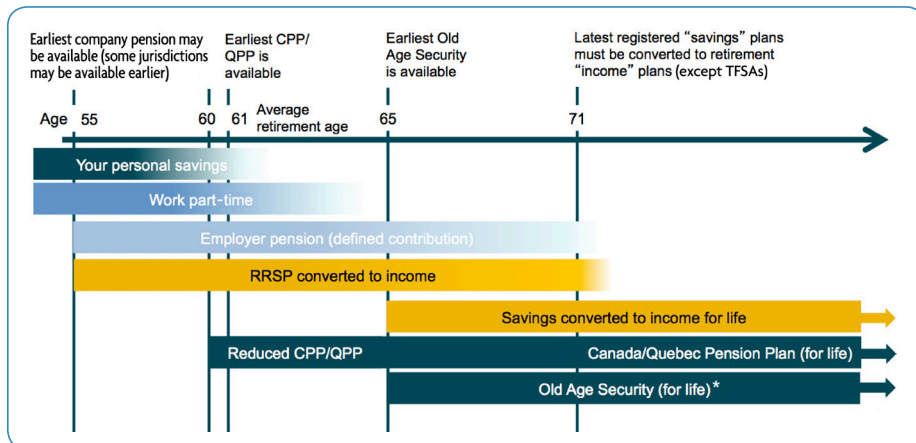 Earliest company pension may
be available (some jurisdictions
may be available earlier)
Earliest CPP/
QPP is
available
Earliest Old
Age Security
is available
Latest registered “savings” plans
must be converted to retirement
“income” plans (except TFSAs)
Age 55 60 61 Average
retirement age 65 71
Your personal savings
Work part-time
Employer pension (defined contribution)
RRSP converted to income
Savings converted to income for life
Reduced CPP/QPP Canada/Quebec Pension Plan (for life)
Old Age Security (for life)*